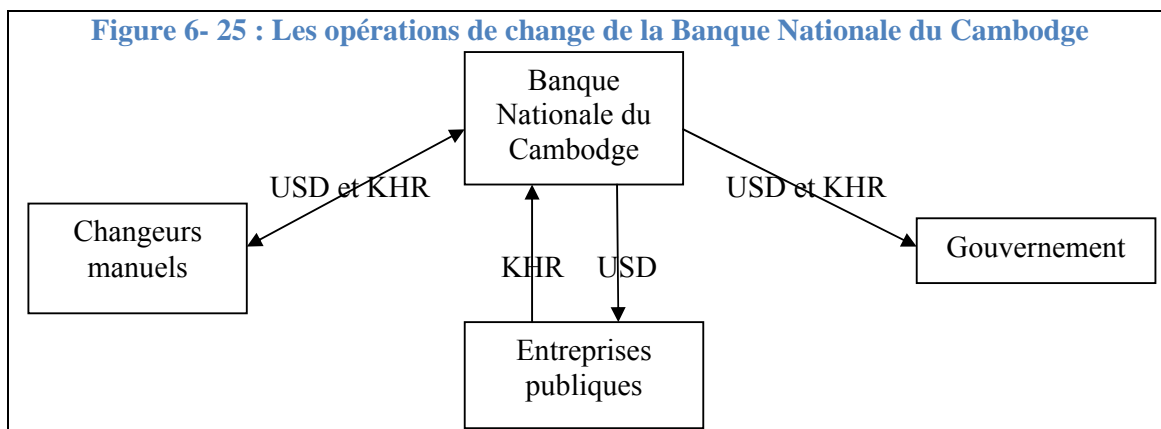 Figure 6- 25 : Les opérations de change de la Banque Nationale du Cambodge
Banque
Nationale du
Cambodge
USD et KHR
USD et KHR
Changeurs
manuels
Gouvernement
KHR
USD
Entreprises
publiques